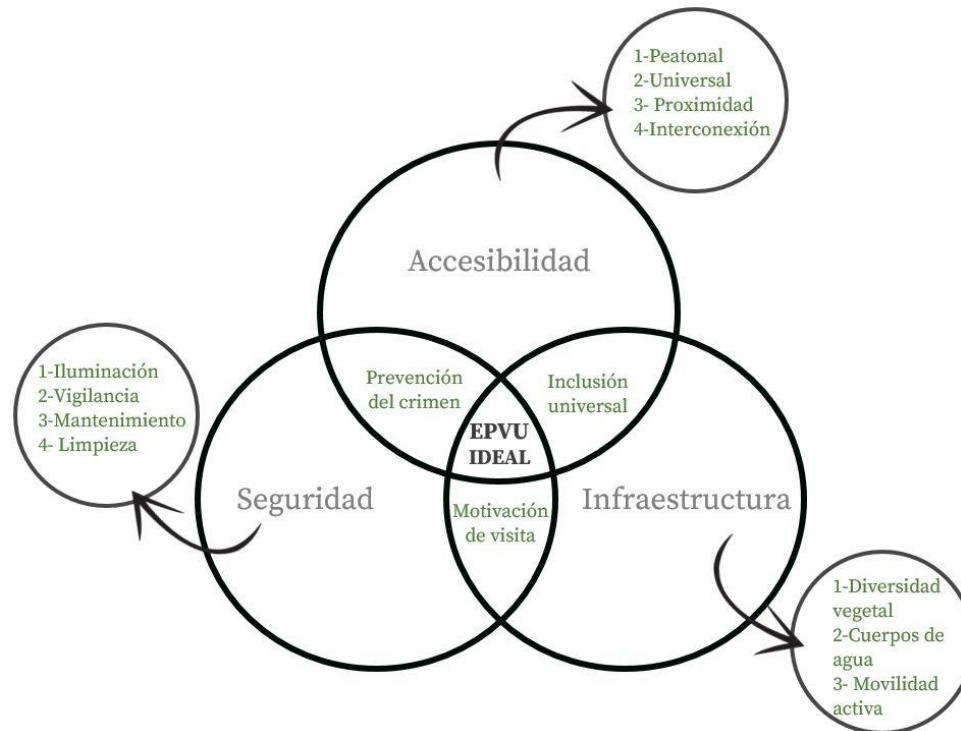 1-Peatonal
2-Universal
3- Proximidad
4-Interconexión
Accesibilidad
1-Iluminación
2-Vigilancia
3-Mantenimiento
4- Limpieza
Prevención
del crimen
Inclusión
universal
EPVU
IDEAL
Seguridad
Infraestructura
Motivación
de visita
1-Diversidad
vegetal
2-Cuerpos de
agua
3- Movilidad
activa